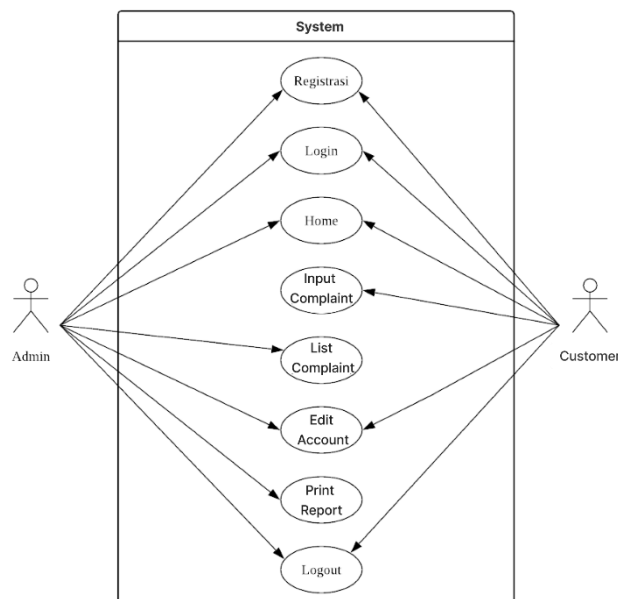 System
Registrasi
Login
Home
Input
Complaint
Admin
Customer
List
Complaint
Edit
Account
Print
Report
Logout